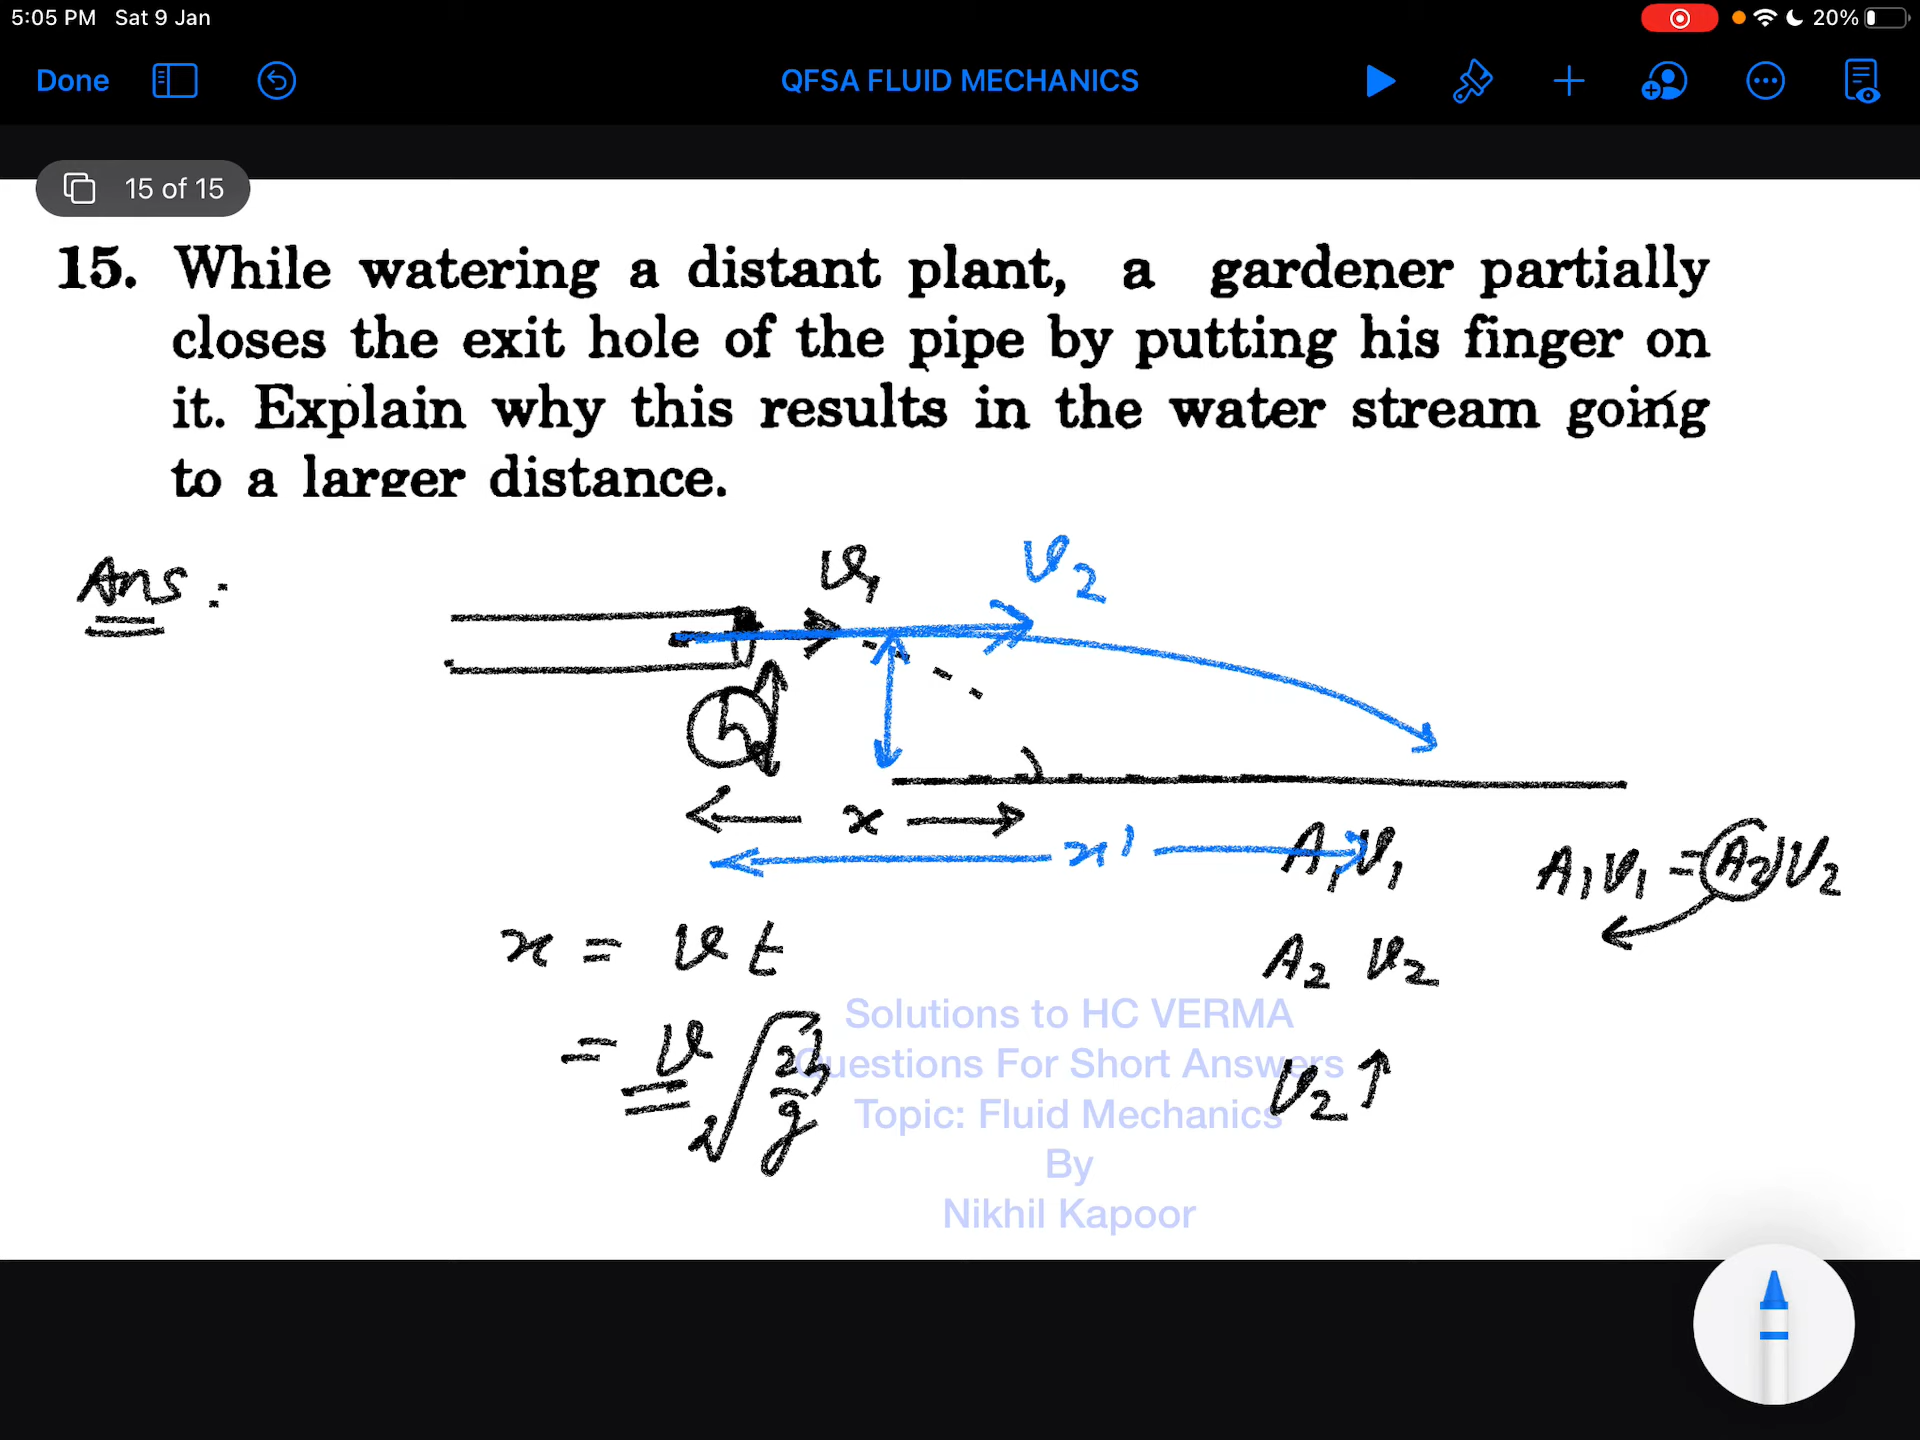 5:05 PM Sat 9 Jan
20%
Done
QFSA FLUID MECHANICS
15 of 15
15. While watering a distant plant, a gardener partially
closes the exit hole of the pipe by putting his finger on
it. Explain why this results in the water stream going
to a larger distance.
Ans :
v₁
v₂
h
x
x'
A₁v₁
A₁v₁ = A₂v₂
x = vt
A₂ v₂
= v √(2h/g)
v₂ ↑
Solutions to HC VERMA
Questions For Short Answers
Topic: Fluid Mechanics
By
Nikhil Kapoor